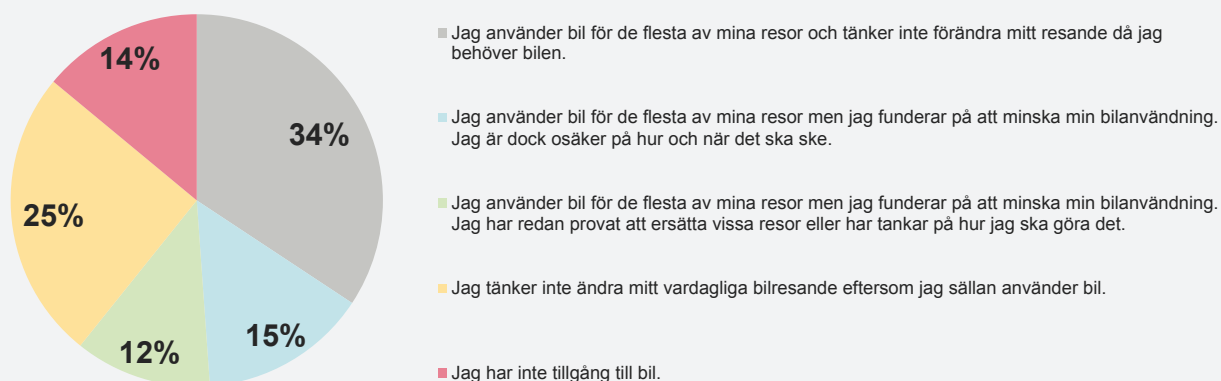 14%
34%
25%
15%
12%
Jag använder bil för de flesta av mina resor och tänker inte förändra mitt resande då jag
behöver bilen.
Jag använder bil för de flesta av mina resor men jag funderar på att minska min bilanvändning.
Jag är dock osäker på hur och när det ska ske.
Jag använder bil för de flesta av mina resor men jag funderar på att minska min bilanvändning.
Jag har redan provat att ersätta vissa resor eller har tankar på hur jag ska göra det.
Jag tänker inte ändra mitt vardagliga bilresande eftersom jag sällan använder bil.
Jag har inte tillgång till bil.